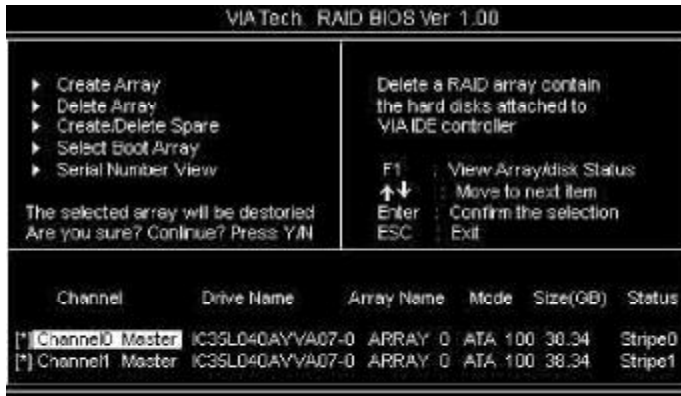 VIA Tech. RAID BIOS Ver 1.00
Create Array
Delete Array
Create/Delete Spare
Select Boot Array
Serial Number View
The selected array will be destoried
Are you sure? Continue? Press Y/N
Delete a RAID array contain
the hard disks attached to
VIA IDE controller
F1 : View Array/disk Status
↑↓ : Move to next item
Enter : Confirm the selection
ESC : Exit
Channel Drive Name Array Name Mode Size(GB) Status
[*] Channel0 Master IC35L040AYVA07-0 ARRAY 0 ATA 100 38.34 Stripe0
[*] Channel1 Master IC35L040AYVA07-0 ARRAY 0 ATA 100 38.34 Stripe1